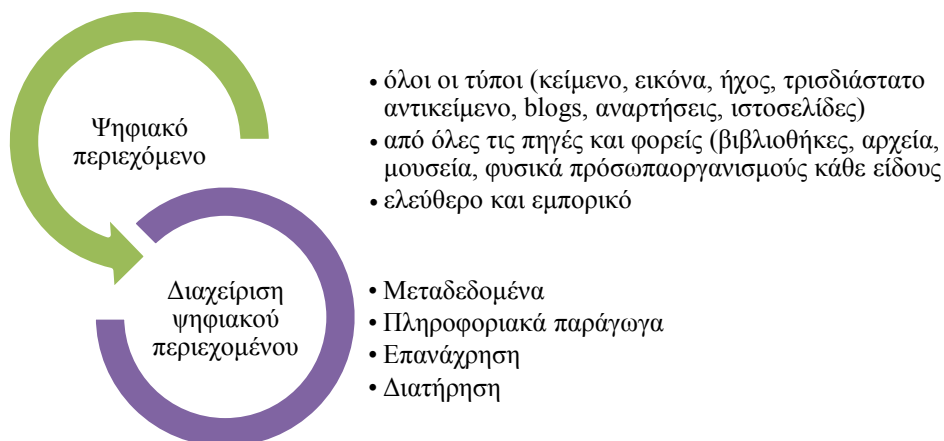 Ψηφιακό
περιεχόμενο
• όλοι οι τύποι (κείμενο, εικόνα, ήχος, τρισδιάστατο
αντικείμενο, blogs, αναρτήσεις, ιστοσελίδες)
• από όλες τις πηγές και φορείς (βιβλιοθήκες, αρχεία,
μουσεία, φυσικά πρόσωπαοργανισμούς κάθε είδους
• ελεύθερο και εμπορικό
Διαχείριση
ψηφιακού
περιεχομένου
• Μεταδεδομένα
• Πληροφοριακά παράγωγα
• Επανάχρηση
• Διατήρηση